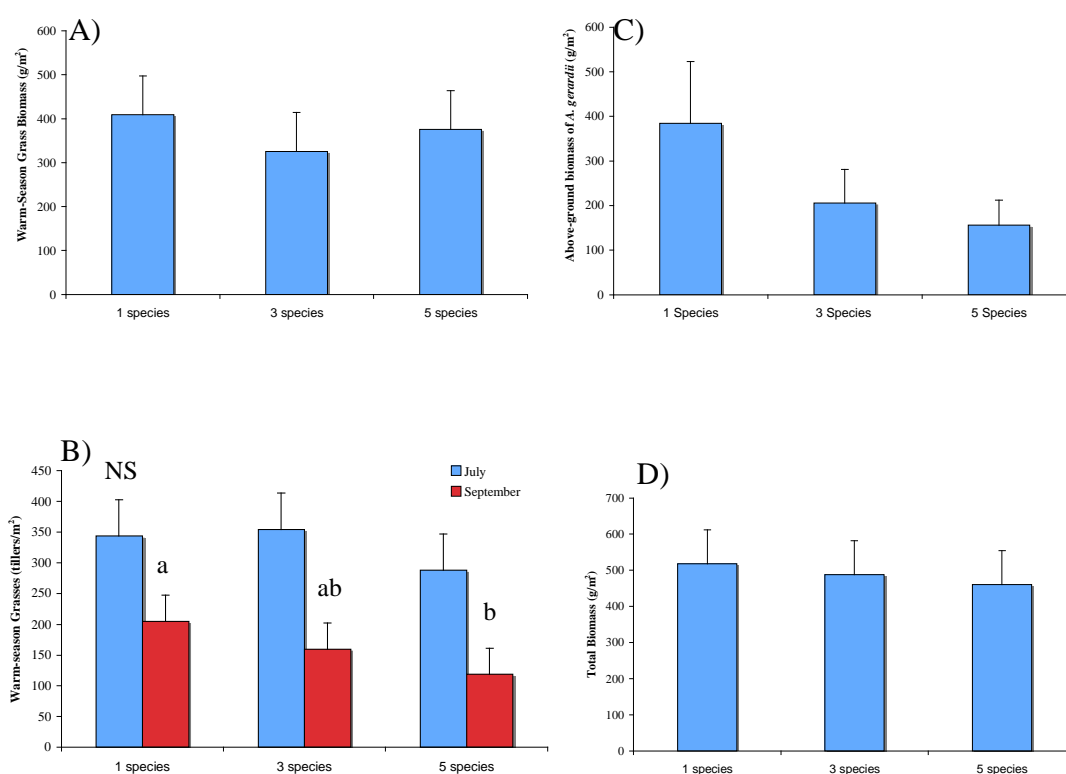 A)
Warm-Season Grass Biomass (g/m²)
600
500
400
300
200
100
0
1 species 3 species 5 species
C)
Above-ground biomass of A. gerardii (g/m²)
600
500
400
300
200
100
0
1 Species 3 Species 5 Species
B)
Warm-season Grasses (tillers/m²)
450
400
350
300
250
200
150
100
50
0
NS
a
ab
b
July
September
1 species 3 species 5 species
D)
Total Biomass (g/m²)
700
600
500
400
300
200
100
0
1 species 3 species 5 species